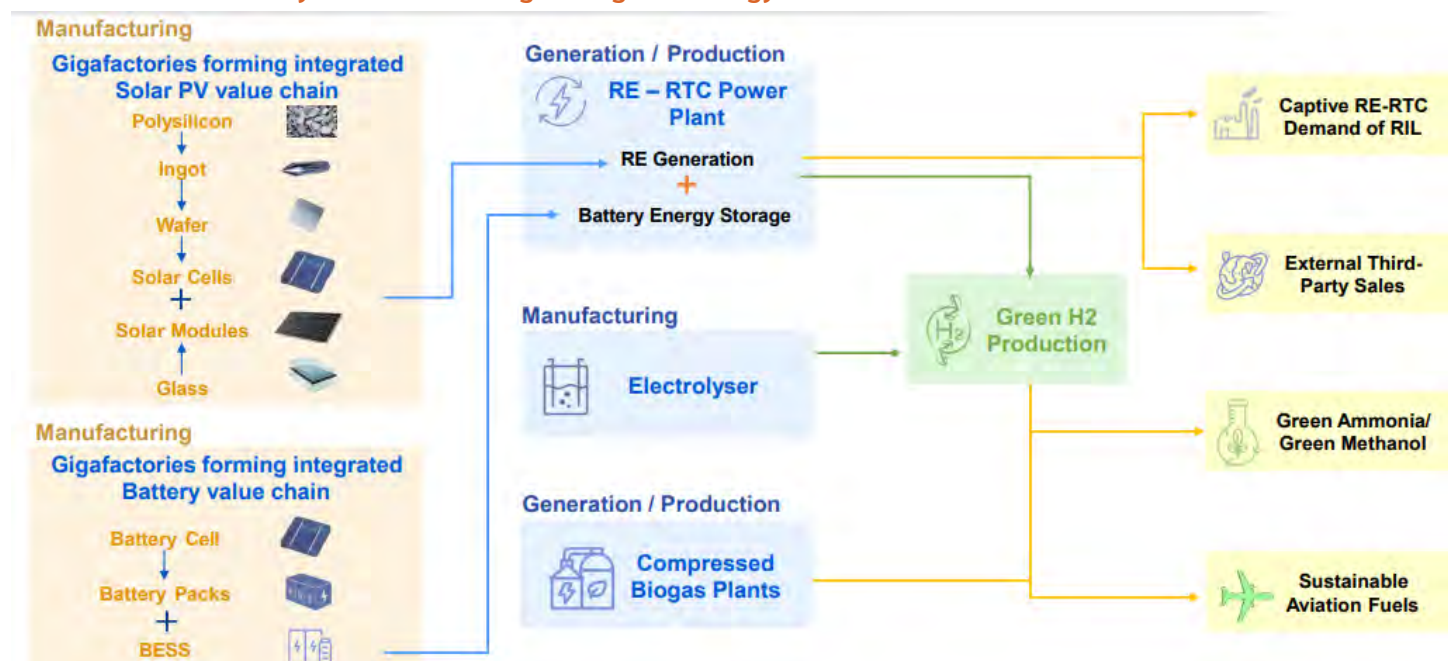 Manufacturing
Gigafactories forming integrated
Solar PV value chain
Polysilicon
Ingot
Wafer
Solar Cells
+
Solar Modules
Glass
Manufacturing
Gigafactories forming integrated
Battery value chain
Battery Cell
Battery Packs
+
BESS
Generation / Production
RE – RTC Power
Plant
RE Generation
+
Battery Energy Storage
Manufacturing
Electrolyser
Generation / Production
Compressed
Biogas Plants
H2
Green H2
Production
Captive RE-RTC
Demand of RIL
External Third-
Party Sales
Green Ammonia/
Green Methanol
Sustainable
Aviation Fuels